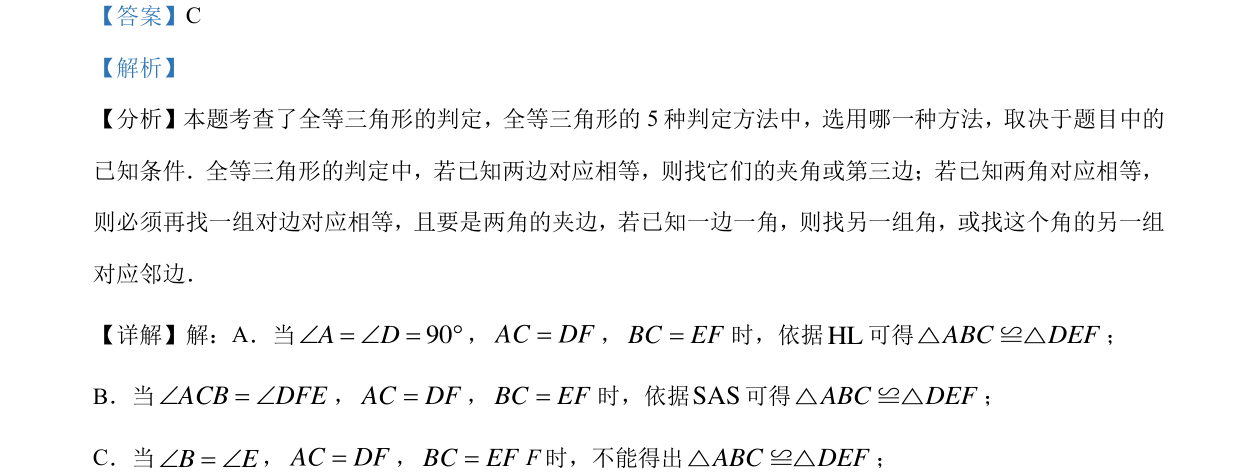 【答案】C
【解析】
【分析】本题考查了全等三角形的判定，全等三角形的 5 种判定方法中，选用哪一种方法，取决于题目中的
已知条件．全等三角形的判定中，若已知两边对应相等，则找它们的夹角或第三边；若已知两角对应相等，
则必须再找一组对边对应相等，且要是两角的夹边，若已知一边一角，则找另一组角，或找这个角的另一组
对应邻边．
【详解】解：A．当∠A = ∠D = 90°，AC = DF，BC = EF 时，依据HL可得△ABC≌△DEF；
B．当∠ACB = ∠DFE，AC = DF，BC = EF 时，依据SAS可得△ABC≌△DEF；
C．当∠B = ∠E，AC = DF，BC = EF F时，不能得出△ABC≌△DEF；